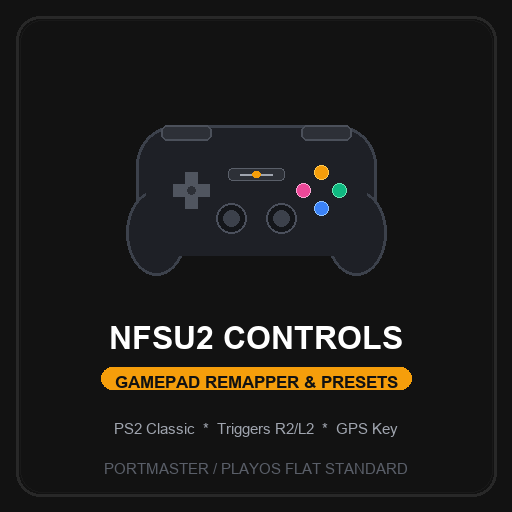 NFSU2 CONTROLS
GAMEPAD REMAPPER & PRESETS
PS2 Classic * Triggers R2/L2 * GPS Key
PORTMASTER / PLAYOS FLAT STANDARD